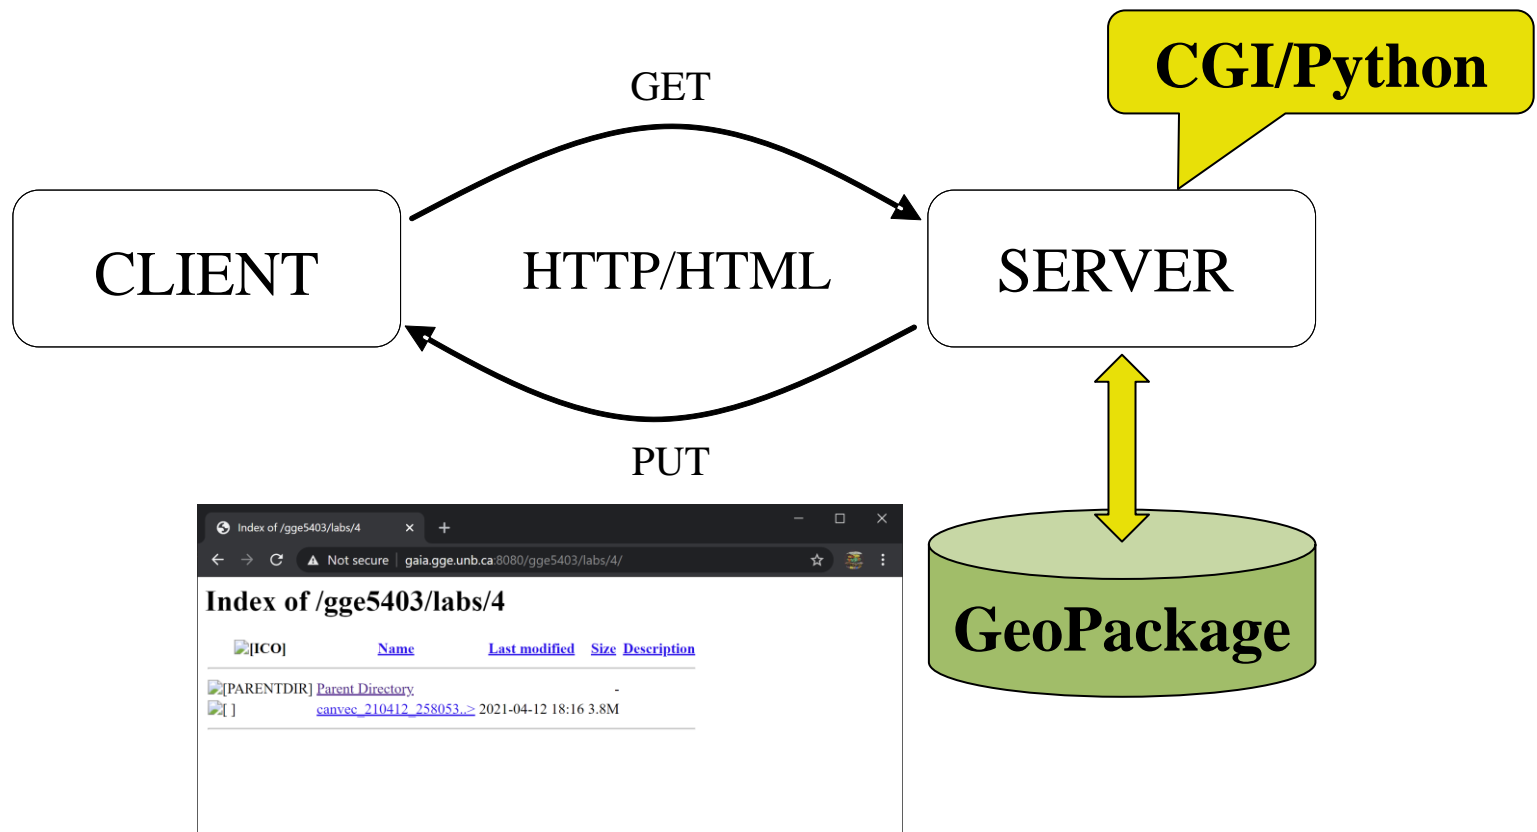 CGI/Python
GET
CLIENT
HTTP/HTML
SERVER
PUT
Index of /gge5403/labs/4
Not secure | gaia.gge.unb.ca:8080/gge5403/labs/4/
Index of /gge5403/labs/4
[ICO] Name Last modified Size Description
[PARENTDIR] Parent Directory -
[ ] canvec_210412_258053..> 2021-04-12 18:16 3.8M
GeoPackage